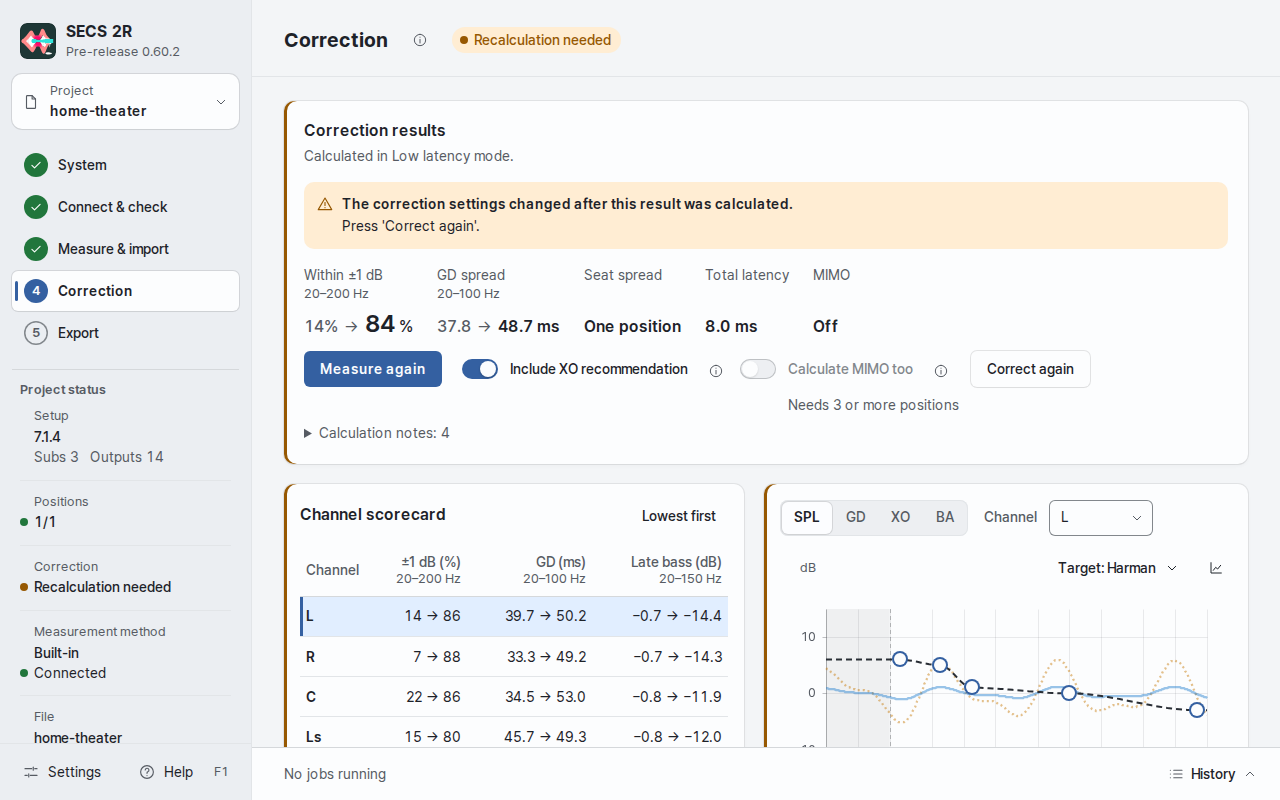 SECS 2R
Pre-release 0.60.2
Project
home-theater
System
Connect & check
Measure & import
4 Correction
5 Export
Project status
Setup
7.1.4
Subs 3 Outputs 14
Positions
1/1
Correction
Recalculation needed
Measurement method
Built-in
Connected
File
home-theater
Settings
Help F1
Correction
Recalculation needed
Correction results
Calculated in Low latency mode.
The correction settings changed after this result was calculated.
Press 'Correct again'.
Within ±1 dB GD spread Seat spread Total latency MIMO
20–200 Hz 20–100 Hz
14% → 84 % 37.8 → 48.7 ms One position 8.0 ms Off
Measure again Include XO recommendation Calculate MIMO too Correct again
Needs 3 or more positions
Calculation notes: 4
Channel scorecard Lowest first
Channel ±1 dB (%) GD (ms) Late bass (dB)
20–200 Hz 20–100 Hz 20–150 Hz
L 14 → 86 39.7 → 50.2 −0.7 → −14.4
R 7 → 88 33.3 → 49.2 −0.7 → −14.3
C 22 → 86 34.5 → 53.0 −0.8 → −11.9
Ls 15 → 80 45.7 → 49.3 −0.8 → −12.0
SPL GD XO BA Channel L
dB Target: Harman
10
0
No jobs running
History